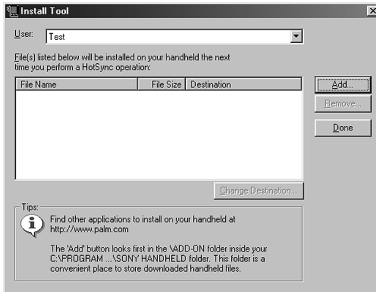 Install Tool
User:
Test
File(s) listed below will be installed on your handheld the next
time you perform a HotSync operation:
File Name File Size Destination
Add...
Remove...
Done
Change Destination...
Tips:
Find other applications to install on your handheld at
http://www.palm.com
The 'Add' button looks first in the \ADD-ON folder inside your
C:\PROGRAM ...\SONY HANDHELD folder. This folder is a
convenient place to store downloaded handheld files.